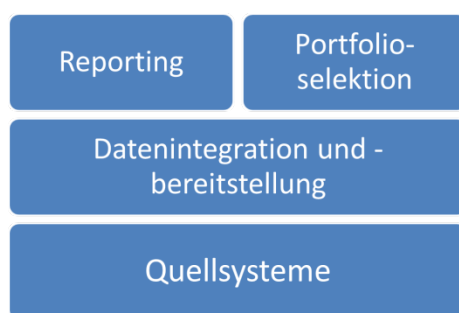 Reporting
Portfolio-
selektion
Datenintegration und -
bereitstellung
Quellsysteme